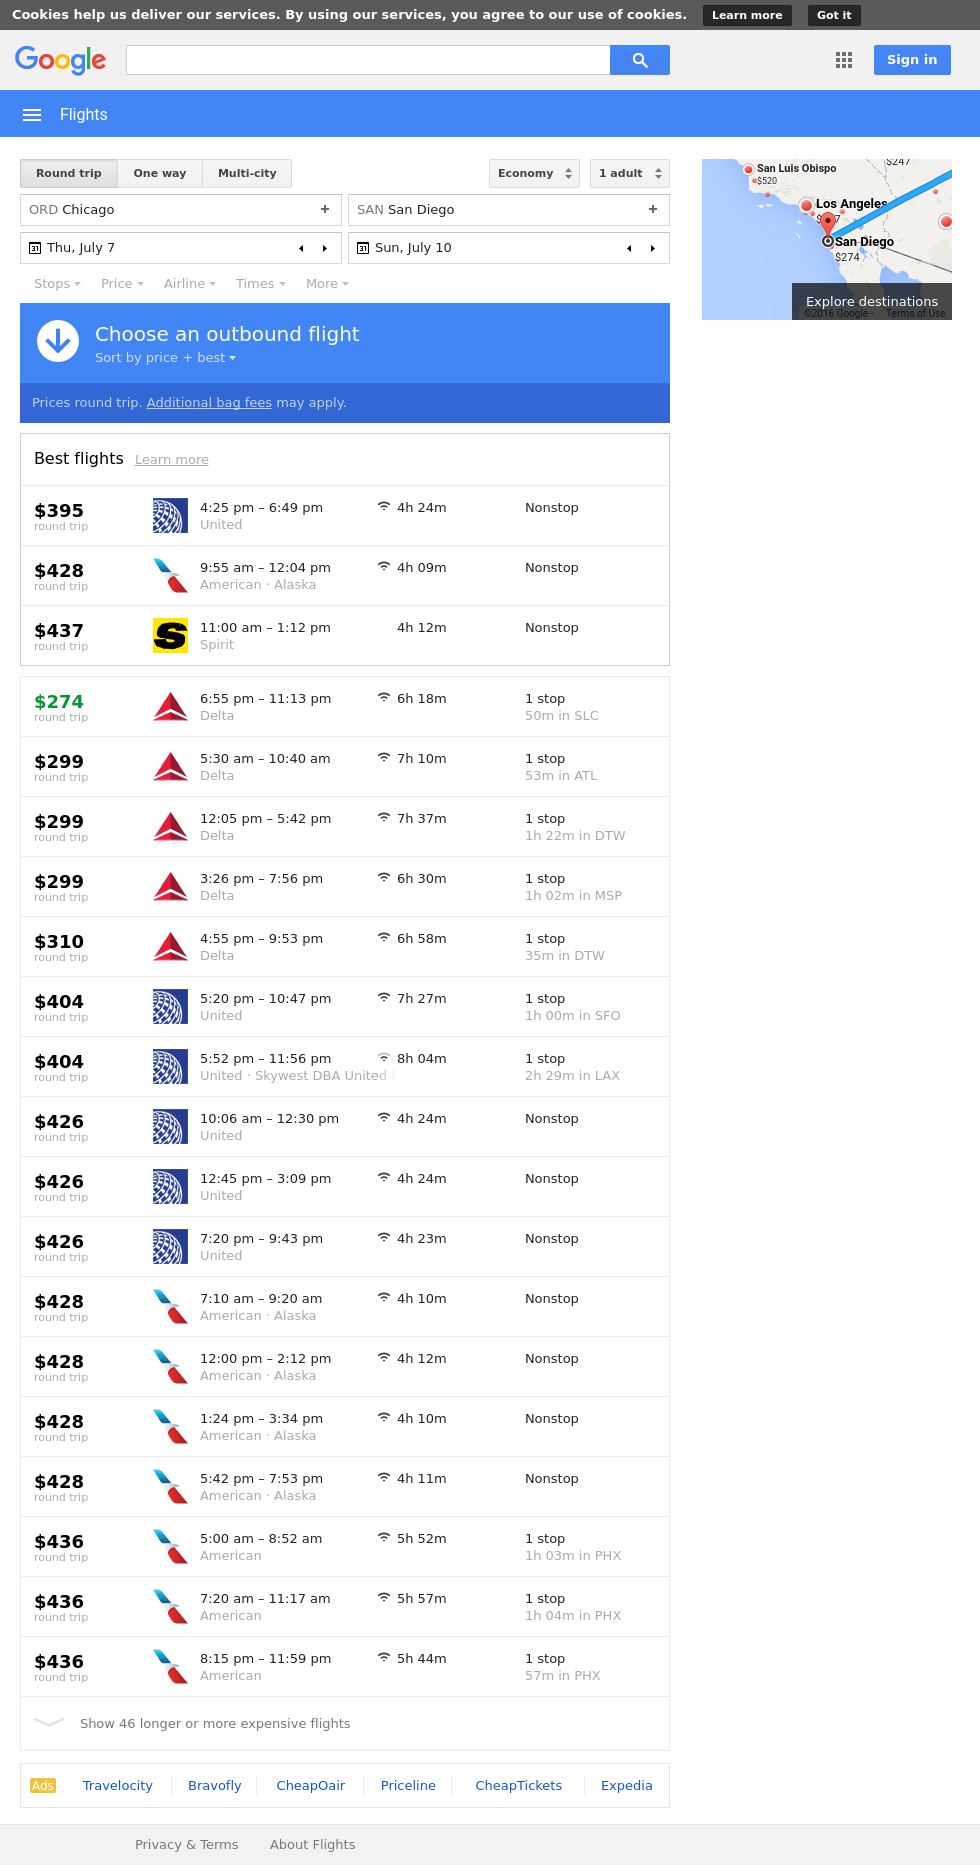 Cookies help us deliver our services. By using our services, you agree to our use of cookies. Learn more Got it
Google Sign in
Flights
Round trip One way Multi-city Economy 1 adult
ORD Chicago + SAN San Diego +
31 Thu, July 7 31 Sun, July 10
Stops Price Airline Times More
$247
San Luis Obispo
$520
Los Angeles
San Diego
$274
Explore destinations
©2016 Google - Terms of Use
Choose an outbound flight
Sort by price + best
Prices round trip. Additional bag fees may apply.
Best flights Learn more
$395 4:25 pm – 6:49 pm 4h 24m Nonstop
round trip United
$428 9:55 am – 12:04 pm 4h 09m Nonstop
round trip American · Alaska
$437 11:00 am – 1:12 pm 4h 12m Nonstop
round trip Spirit
$274 6:55 pm – 11:13 pm 6h 18m 1 stop
round trip Delta 50m in SLC
$299 5:30 am – 10:40 am 7h 10m 1 stop
round trip Delta 53m in ATL
$299 12:05 pm – 5:42 pm 7h 37m 1 stop
round trip Delta 1h 22m in DTW
$299 3:26 pm – 7:56 pm 6h 30m 1 stop
round trip Delta 1h 02m in MSP
$310 4:55 pm – 9:53 pm 6h 58m 1 stop
round trip Delta 35m in DTW
$404 5:20 pm – 10:47 pm 7h 27m 1 stop
round trip United 1h 00m in SFO
$404 5:52 pm – 11:56 pm 8h 04m 1 stop
round trip United · Skywest DBA United 2h 29m in LAX
$426 10:06 am – 12:30 pm 4h 24m Nonstop
round trip United
$426 12:45 pm – 3:09 pm 4h 24m Nonstop
round trip United
$426 7:20 pm – 9:43 pm 4h 23m Nonstop
round trip United
$428 7:10 am – 9:20 am 4h 10m Nonstop
round trip American · Alaska
$428 12:00 pm – 2:12 pm 4h 12m Nonstop
round trip American · Alaska
$428 1:24 pm – 3:34 pm 4h 10m Nonstop
round trip American · Alaska
$428 5:42 pm – 7:53 pm 4h 11m Nonstop
round trip American · Alaska
$436 5:00 am – 8:52 am 5h 52m 1 stop
round trip American 1h 03m in PHX
$436 7:20 am – 11:17 am 5h 57m 1 stop
round trip American 1h 04m in PHX
$436 8:15 pm – 11:59 pm 5h 44m 1 stop
round trip American 57m in PHX
Show 46 longer or more expensive flights
Ads Travelocity Bravofly CheapOair Priceline CheapTickets Expedia
Privacy & Terms About Flights